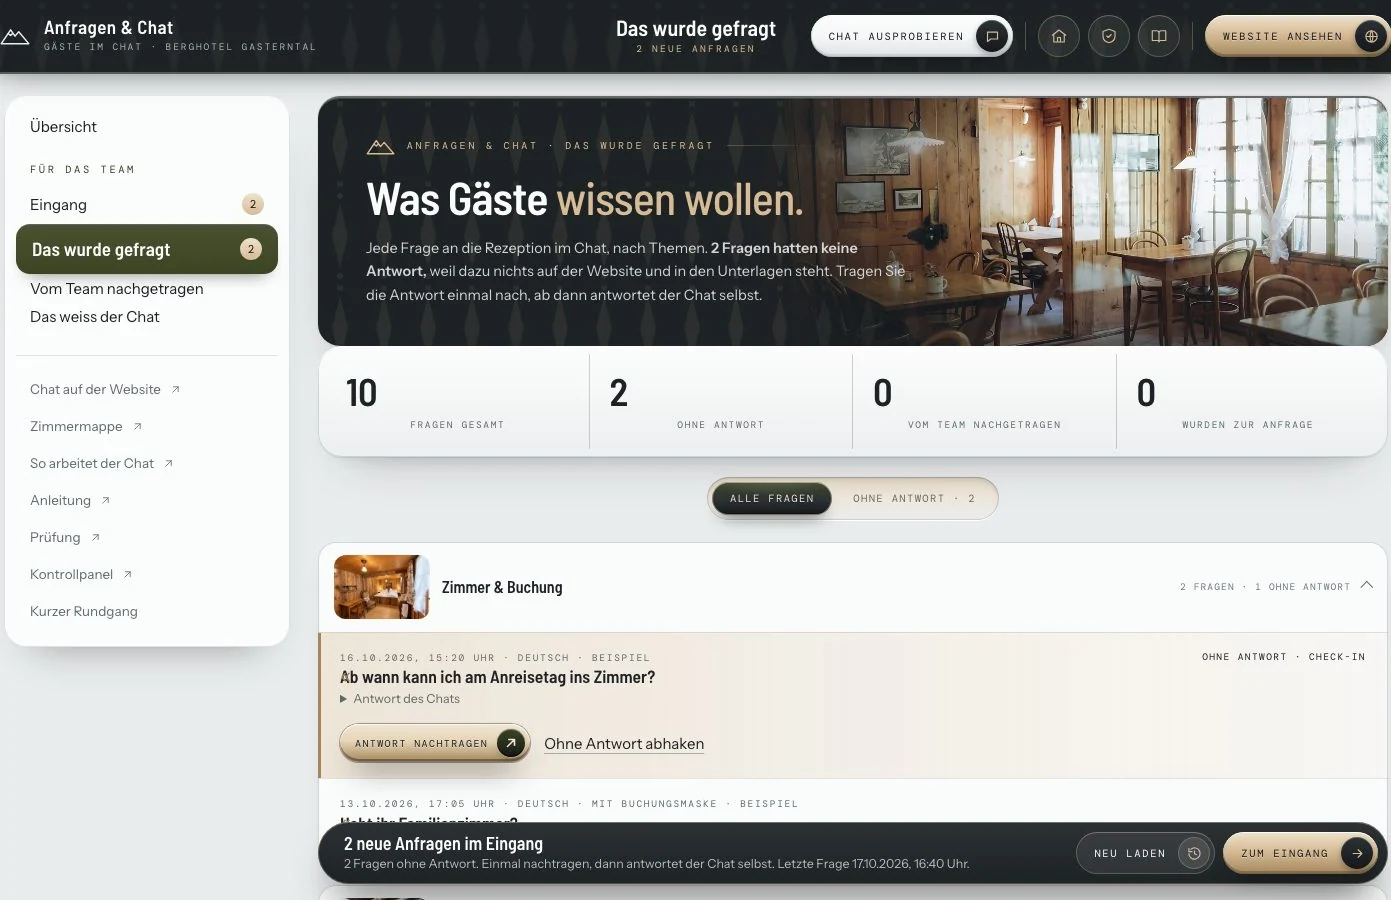 Anfragen & Chat
GÄSTE IM CHAT · BERGHOTEL GASTERNTAL
Das wurde gefragt
2 NEUE ANFRAGEN
CHAT AUSPROBIEREN
WEBSITE ANSEHEN
Übersicht
FÜR DAS TEAM
Eingang 2
Das wurde gefragt 2
Vom Team nachgetragen
Das weiss der Chat
Chat auf der Website ↗
Zimmermappe ↗
So arbeitet der Chat ↗
Anleitung ↗
Prüfung ↗
Kontrollpanel ↗
Kurzer Rundgang
ANFRAGEN & CHAT · DAS WURDE GEFRAGT
Was Gäste wissen wollen.
Jede Frage an die Rezeption im Chat, nach Themen. 2 Fragen hatten keine
Antwort, weil dazu nichts auf der Website und in den Unterlagen steht. Tragen Sie
die Antwort einmal nach, ab dann antwortet der Chat selbst.
10
FRAGEN GESAMT
2
OHNE ANTWORT
0
VOM TEAM NACHGETRAGEN
0
WURDEN ZUR ANFRAGE
ALLE FRAGEN
OHNE ANTWORT · 2
Zimmer & Buchung
2 FRAGEN · 1 OHNE ANTWORT
16.10.2026, 15:20 UHR · DEUTSCH · BEISPIEL
OHNE ANTWORT · CHECK-IN
Ab wann kann ich am Anreisetag ins Zimmer?
Antwort des Chats
ANTWORT NACHTRAGEN
Ohne Antwort abhaken
13.10.2026, 17:05 UHR · DEUTSCH · MIT BUCHUNGSMASKE · BEISPIEL
Habt ihr Familienzimmer?
2 neue Anfragen im Eingang
2 Fragen ohne Antwort. Einmal nachtragen, dann antwortet der Chat selbst. Letzte Frage 17.10.2026, 16:40 Uhr.
NEU LADEN
ZUM EINGANG